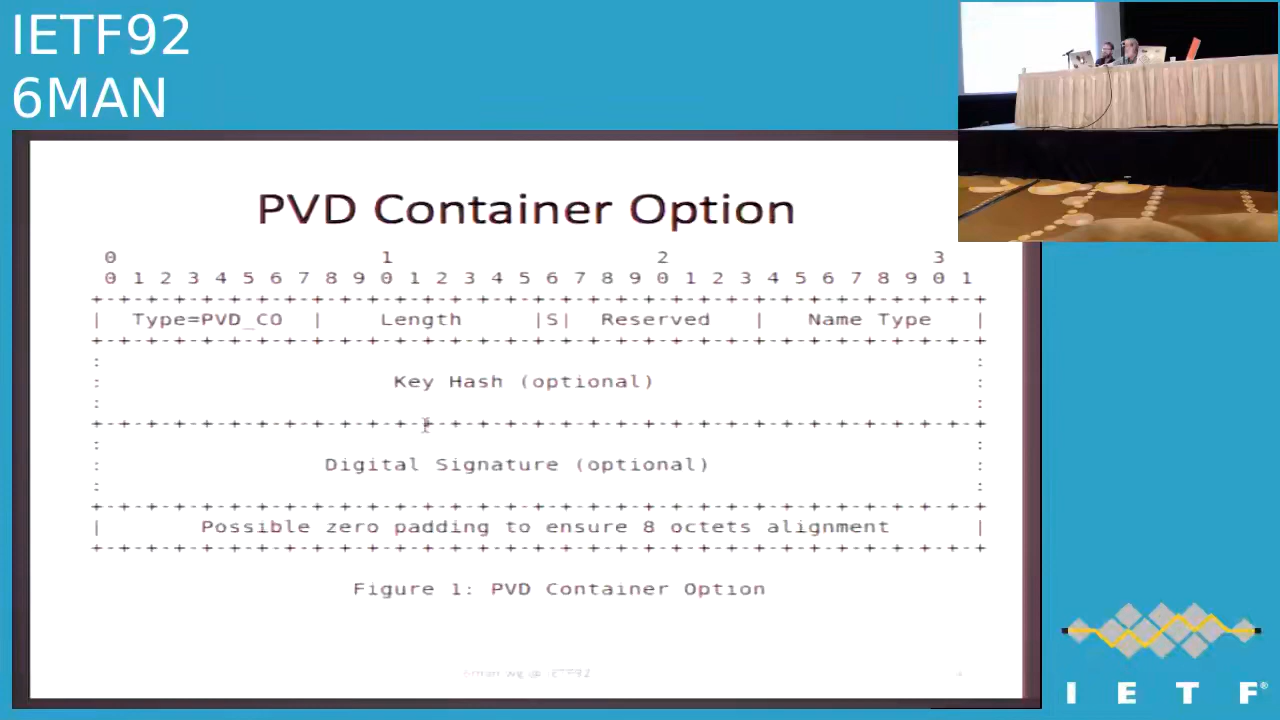 IETF92
6MAN
PVD Container Option
0 1 2 3
0 1 2 3 4 5 6 7 8 9 0 1 2 3 4 5 6 7 8 9 0 1 2 3 4 5 6 7 8 9 0 1
+-+-+-+-+-+-+-+-+-+-+-+-+-+-+-+-+-+-+-+-+-+-+-+-+-+-+-+-+-+-+-+-+
| Type=PVD_CO | Length |S| Reserved | Name Type |
+-+-+-+-+-+-+-+-+-+-+-+-+-+-+-+-+-+-+-+-+-+-+-+-+-+-+-+-+-+-+-+-+
: :
: Key Hash (optional) :
: :
+-+-+-+-+-+-+-+-+-+-+-+-+-+-+-+-+-+-+-+-+-+-+-+-+-+-+-+-+-+-+-+-+
: :
: Digital Signature (optional) :
: :
+-+-+-+-+-+-+-+-+-+-+-+-+-+-+-+-+-+-+-+-+-+-+-+-+-+-+-+-+-+-+-+-+
| Possible zero padding to ensure 8 octets alignment |
+-+-+-+-+-+-+-+-+-+-+-+-+-+-+-+-+-+-+-+-+-+-+-+-+-+-+-+-+-+-+-+-+
Figure 1: PVD Container Option
6man wg @ IETF92
I E T F®